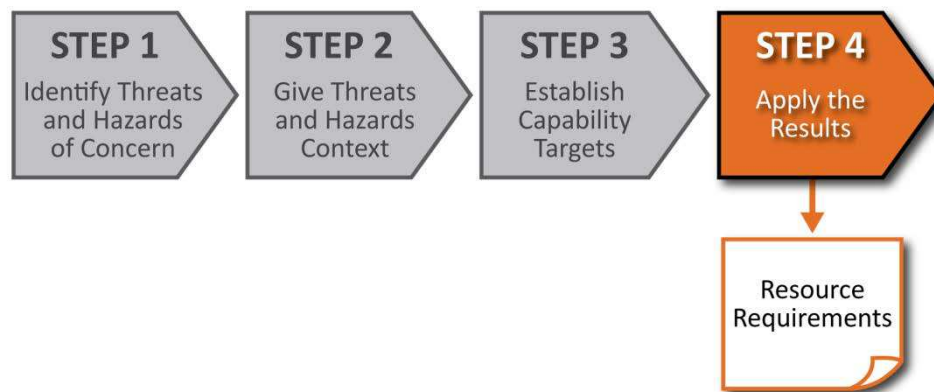 STEP 1
Identify Threats
and Hazards
of Concern
STEP 2
Give Threats
and Hazards
Context
STEP 3
Establish
Capability
Targets
STEP 4
Apply the
Results
Resource
Requirements